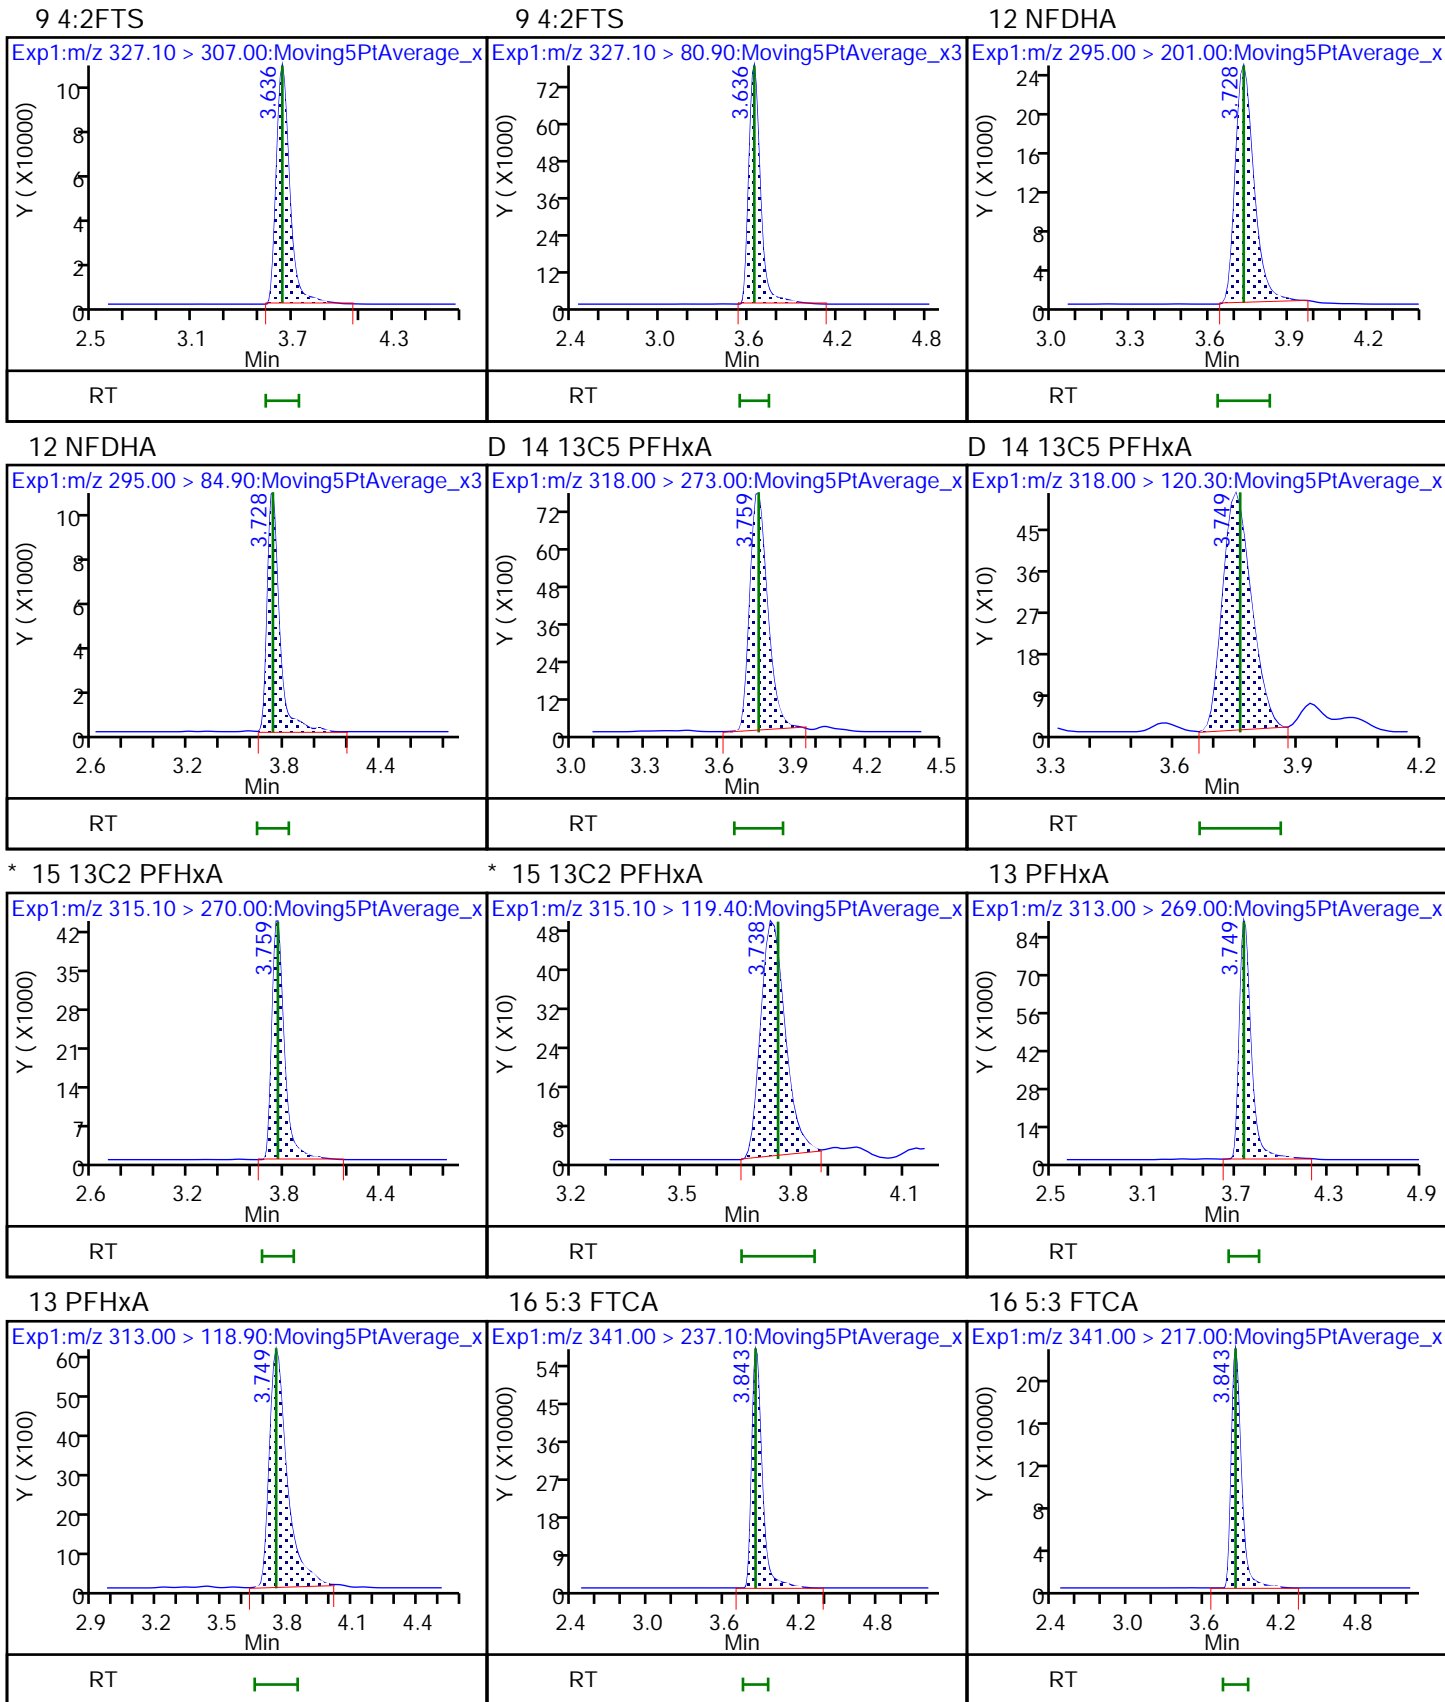 9 4:2FTS
Exp1:m/z 327.10 > 307.00:Moving5PtAverage_x
3.636
Y ( X10000)
10
8
6
4
2
0
2.5 3.1 3.7 4.3
Min
RT
9 4:2FTS
Exp1:m/z 327.10 > 80.90:Moving5PtAverage_x3
3.636
Y ( X1000)
72
60
48
36
24
12
0
2.4 3.0 3.6 4.2 4.8
Min
RT
12 NFDHA
Exp1:m/z 295.00 > 201.00:Moving5PtAverage_x
3.728
Y ( X1000)
24
20
16
12
8
4
0
3.0 3.3 3.6 3.9 4.2
Min
RT
12 NFDHA
Exp1:m/z 295.00 > 84.90:Moving5PtAverage_x3
3.728
Y ( X1000)
10
8
6
4
2
0
2.6 3.2 3.8 4.4
Min
RT
D 14 13C5 PFHxA
Exp1:m/z 318.00 > 273.00:Moving5PtAverage_x
3.759
Y ( X100)
72
60
48
36
24
12
0
3.0 3.3 3.6 3.9 4.2 4.5
Min
RT
D 14 13C5 PFHxA
Exp1:m/z 318.00 > 120.30:Moving5PtAverage_x
3.749
Y ( X10)
45
36
27
18
9
0
3.3 3.6 3.9 4.2
Min
RT
* 15 13C2 PFHxA
Exp1:m/z 315.10 > 270.00:Moving5PtAverage_x
3.759
Y ( X1000)
42
35
28
21
14
7
0
2.6 3.2 3.8 4.4
Min
RT
* 15 13C2 PFHxA
Exp1:m/z 315.10 > 119.40:Moving5PtAverage_x
3.738
Y ( X10)
48
40
32
24
16
8
0
3.2 3.5 3.8 4.1
Min
RT
13 PFHxA
Exp1:m/z 313.00 > 269.00:Moving5PtAverage_x
3.749
Y ( X1000)
84
70
56
42
28
14
0
2.5 3.1 3.7 4.3 4.9
Min
RT
13 PFHxA
Exp1:m/z 313.00 > 118.90:Moving5PtAverage_x
3.749
Y ( X100)
60
50
40
30
20
10
0
2.9 3.2 3.5 3.8 4.1 4.4
Min
RT
16 5:3 FTCA
Exp1:m/z 341.00 > 237.10:Moving5PtAverage_x
3.843
Y ( X10000)
54
45
36
27
18
9
0
2.4 3.0 3.6 4.2 4.8
Min
RT
16 5:3 FTCA
Exp1:m/z 341.00 > 217.00:Moving5PtAverage_x
3.843
Y ( X10000)
20
16
12
8
4
0
2.4 3.0 3.6 4.2 4.8
Min
RT